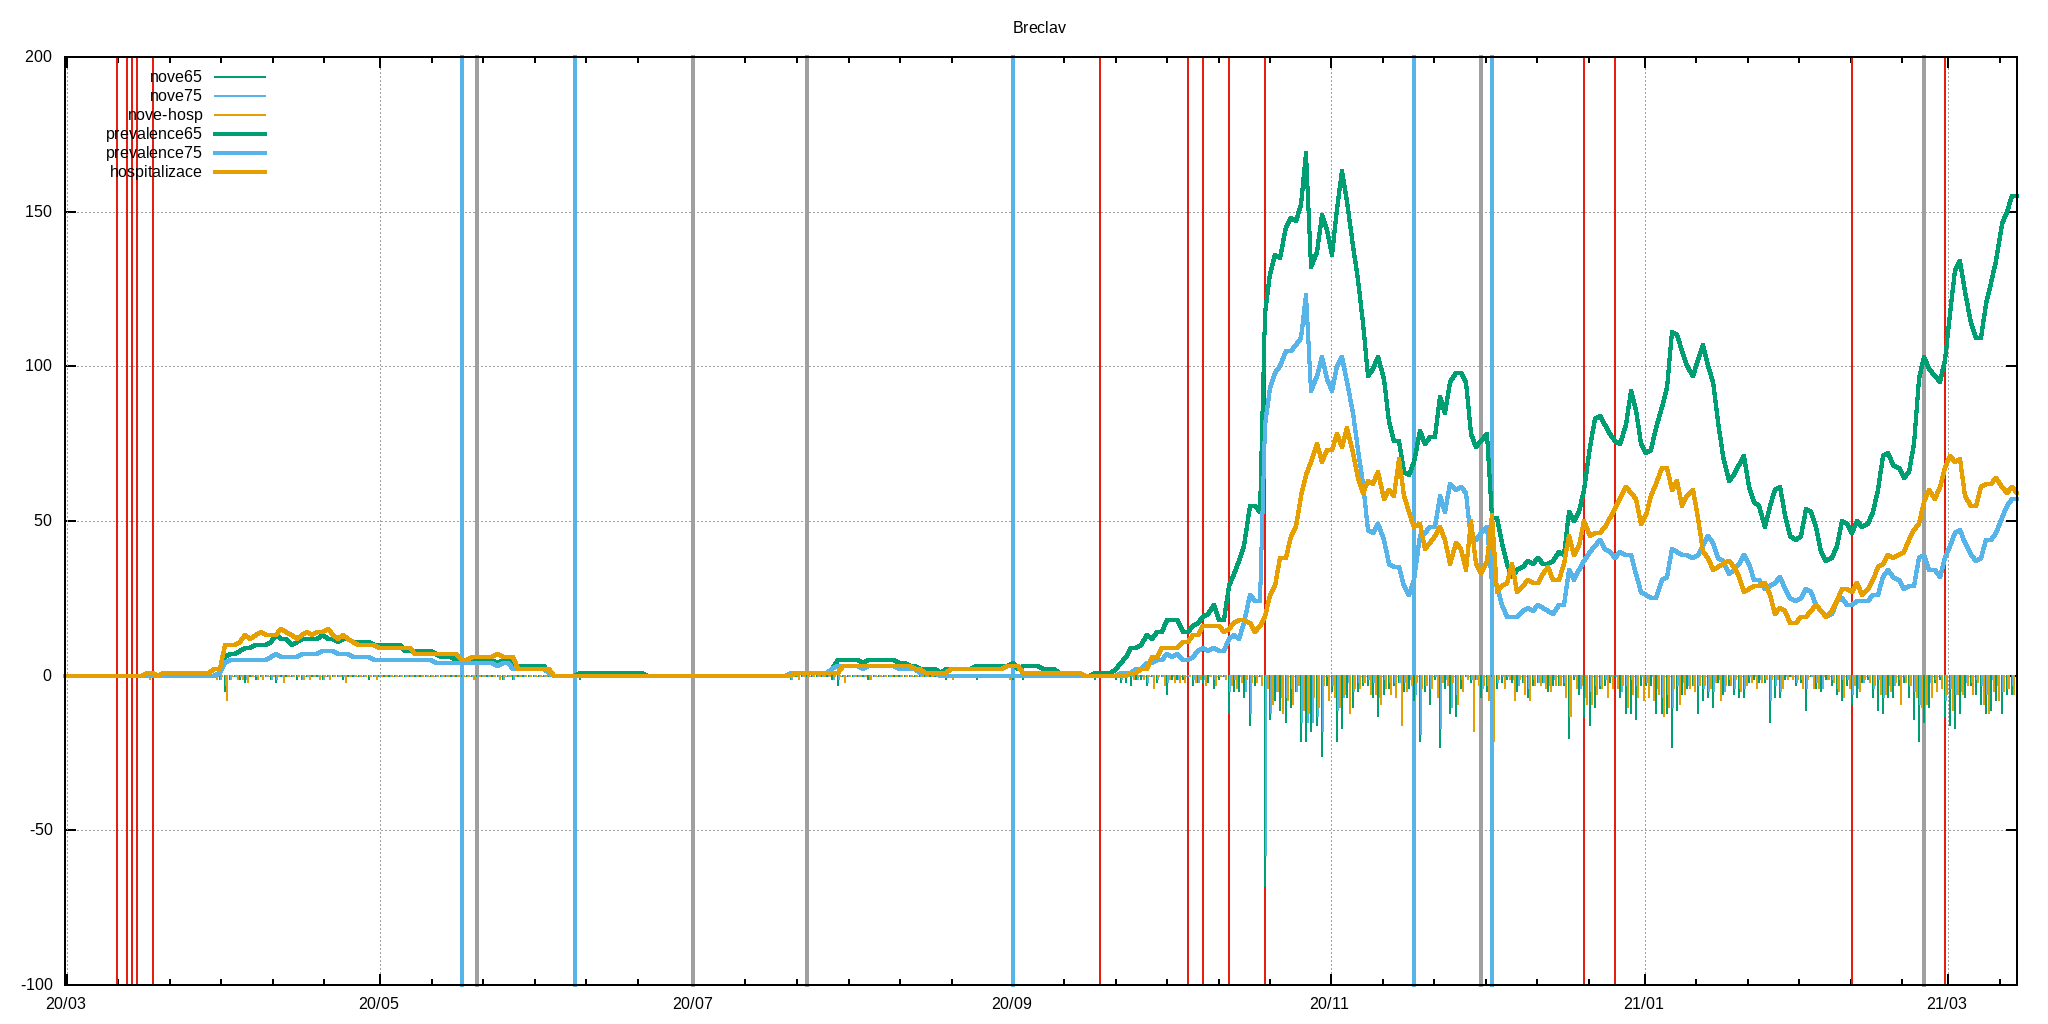 Breclav
200
150
100
50
0
-50
-100
nove65
nove75
nove-hosp
prevalence65
prevalence75
hospitalizace
20/03 20/05 20/07 20/09 20/11 21/01 21/03